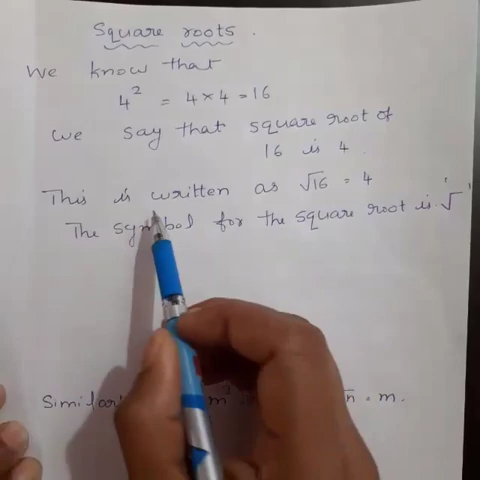 Square roots.
We know that
4² = 4×4=16
We say that square root of
16 is 4.
This is written as √16 = 4
The symbol for the square root is '√ '
m²
= m.